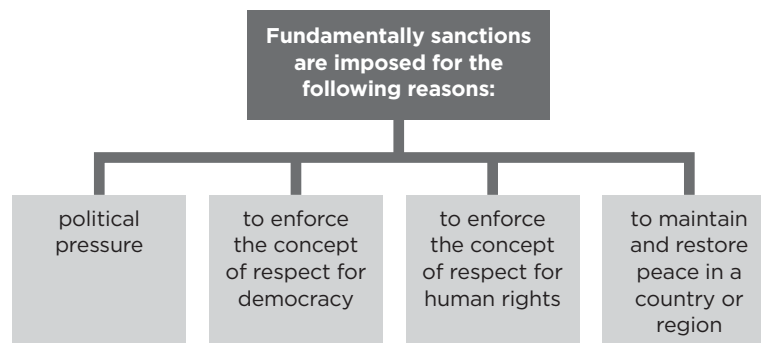 Fundamentally sanctions
are imposed for the
following reasons:
political
pressure
to enforce
the concept
of respect for
democracy
to enforce
the concept
of respect for
human rights
to maintain
and restore
peace in a
country or
region